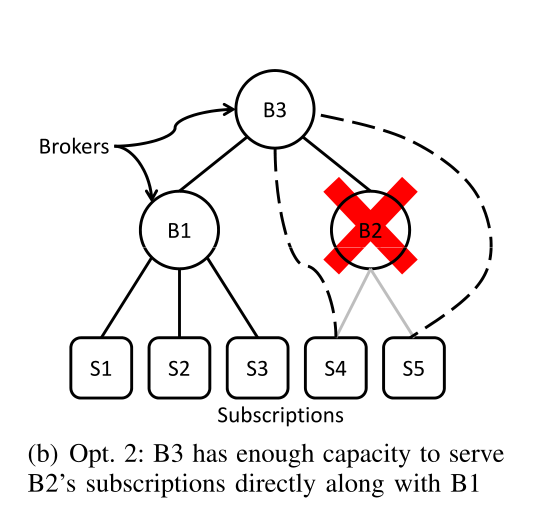 B3
Brokers
B1
B2
S1 S2 S3 S4 S5
Subscriptions
(b) Opt. 2: B3 has enough capacity to serve
B2's subscriptions directly along with B1